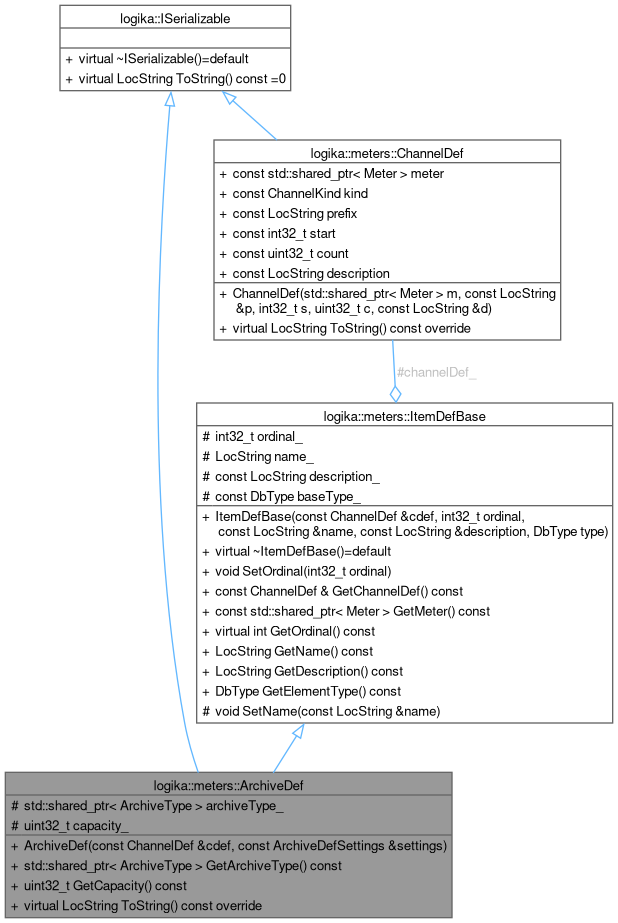 logika::ISerializable
+ virtual ~ISerializable()=default
+ virtual LocString ToString() const =0
logika::meters::ChannelDef
+ const std::shared_ptr< Meter > meter
+ const ChannelKind kind
+ const LocString prefix
+ const int32_t start
+ const uint32_t count
+ const LocString description
+ ChannelDef(std::shared_ptr< Meter > m, const LocString
&p, int32_t s, uint32_t c, const LocString &d)
+ virtual LocString ToString() const override
#channelDef_
logika::meters::ItemDefBase
# int32_t ordinal_
# LocString name_
# const LocString description_
# const DbType baseType_
+ ItemDefBase(const ChannelDef &cdef, int32_t ordinal,
const LocString &name, const LocString &description, DbType type)
+ virtual ~ItemDefBase()=default
+ void SetOrdinal(int32_t ordinal)
+ const ChannelDef & GetChannelDef() const
+ const std::shared_ptr< Meter > GetMeter() const
+ virtual int GetOrdinal() const
+ LocString GetName() const
+ LocString GetDescription() const
+ DbType GetElementType() const
# void SetName(const LocString &name)
logika::meters::ArchiveDef
# std::shared_ptr< ArchiveType > archiveType_
# uint32_t capacity_
+ ArchiveDef(const ChannelDef &cdef, const ArchiveDefSettings &settings)
+ std::shared_ptr< ArchiveType > GetArchiveType() const
+ uint32_t GetCapacity() const
+ virtual LocString ToString() const override